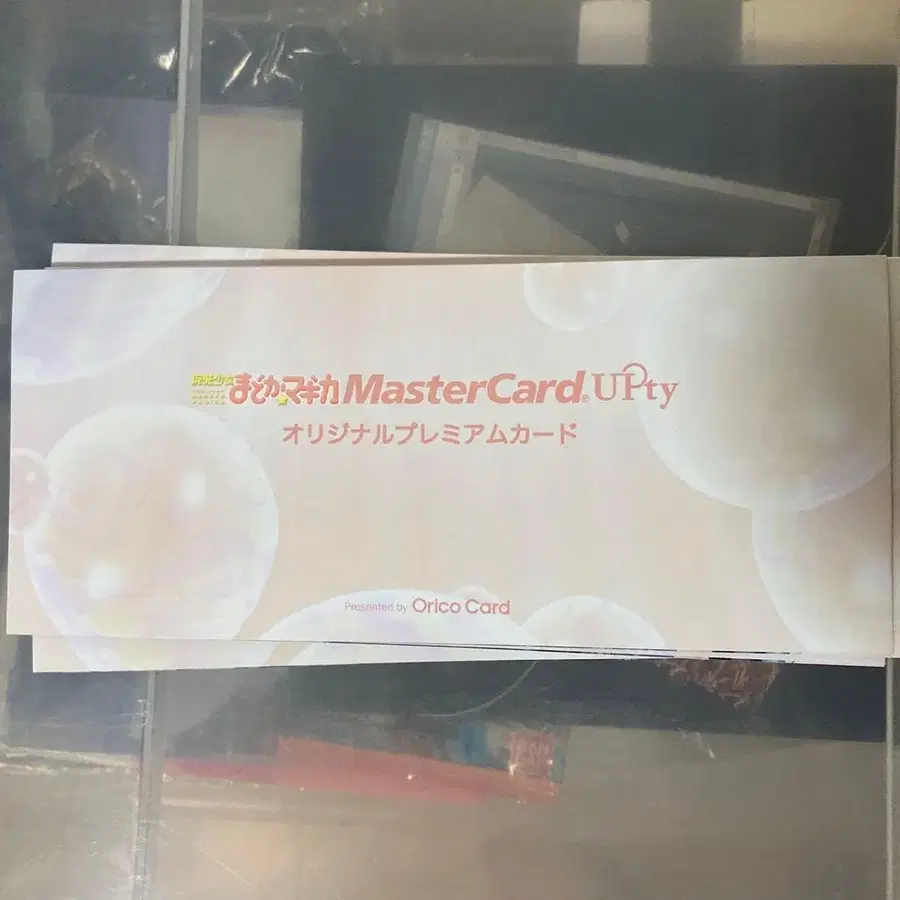 魔法少女まどか☆マギカ MasterCard® UPty
オリジナルプレミアムカード
Presented by Orico Card